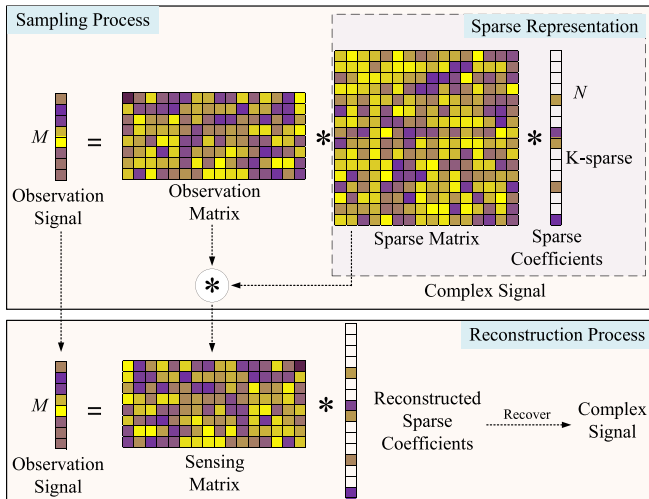 Sampling Process
Sparse Representation
M
=
*
*
N
K-sparse
Observation
Signal
Observation
Matrix
Sparse Matrix
Sparse
Coefficients
*
Complex Signal
Reconstruction Process
M
=
*
Reconstructed
Sparse
Coefficients
Recover
Complex
Signal
Observation
Signal
Sensing
Matrix